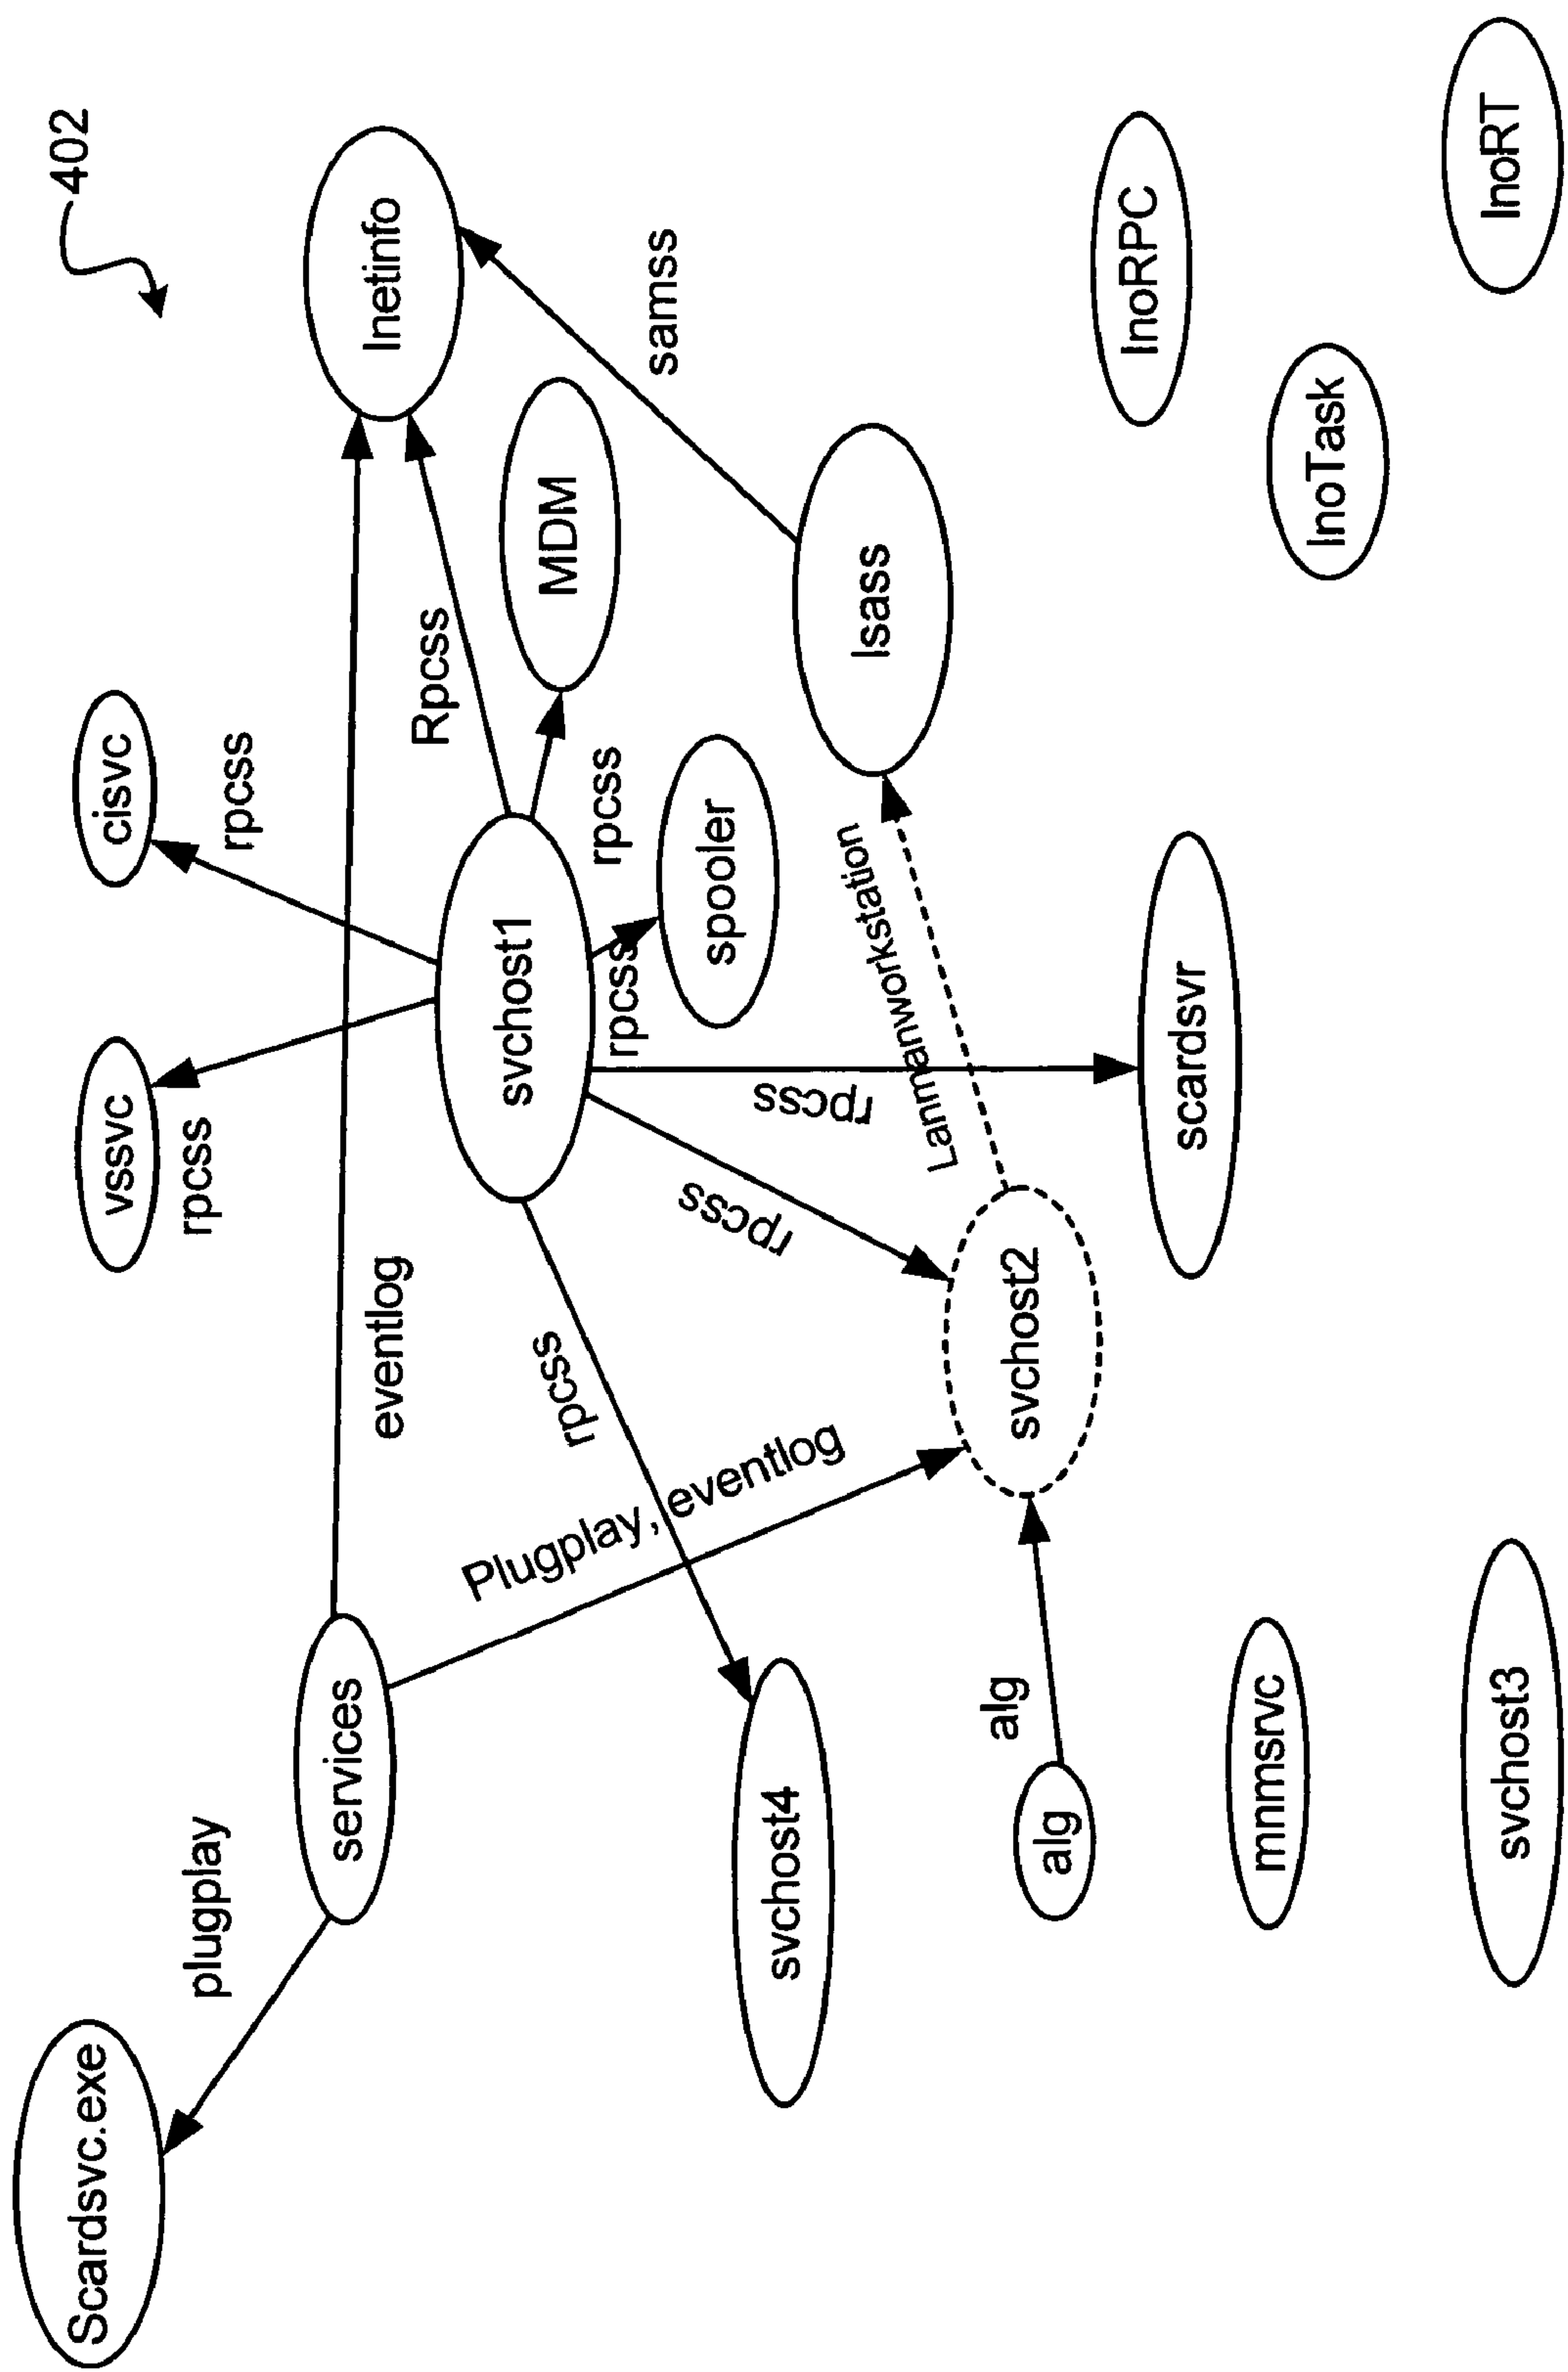 402
Scardsvc.exe
vssvc
cisvc
plugplay
rpcss
rpcss
services
eventlog
Inetinfo
Rpcss
svchost1
MDM
rpcss
rpcss
rpcss
samss
Plugplay, eventlog
rpcss
spooler
svchost4
rpcss
Lanmanworkstation
lsass
alg
svchost2
alg
scardsvr
InoRPC
mnmsrvc
InoTask
svchost3
InoRT